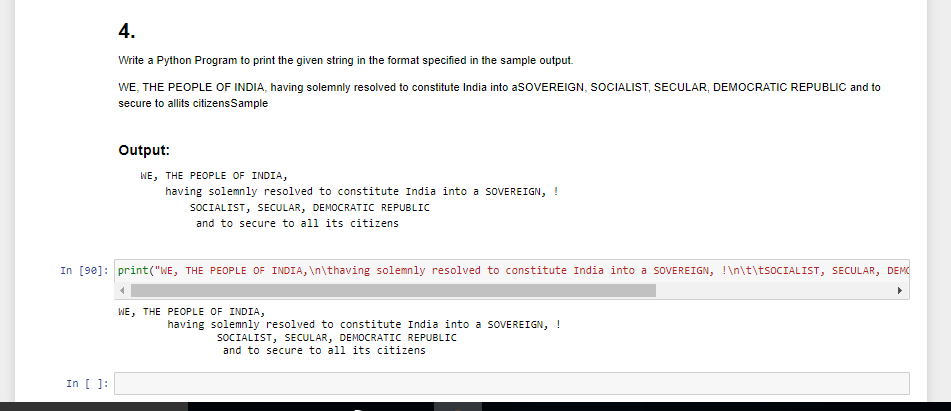 4.
Write a Python Program to print the given string in the format specified in the sample output.
WE, THE PEOPLE OF INDIA, having solemnly resolved to constitute India into aSOVEREIGN, SOCIALIST, SECULAR, DEMOCRATIC REPUBLIC and to
secure to allits citizensSample
Output:
WE, THE PEOPLE OF INDIA,
having solemnly resolved to constitute India into a SOVEREIGN, !
SOCIALIST, SECULAR, DEMOCRATIC REPUBLIC
and to secure to all its citizens
In [90]: print("WE, THE PEOPLE OF INDIA,\n\thaving solemnly resolved to constitute India into a SOVEREIGN, !\n\t\tSOCIALIST, SECULAR, DEMO
WE, THE PEOPLE OF INDIA,
having solemnly resolved to constitute India into a SOVEREIGN, !
SOCIALIST, SECULAR, DEMOCRATIC REPUBLIC
and to secure to all its citizens
In [ ]: